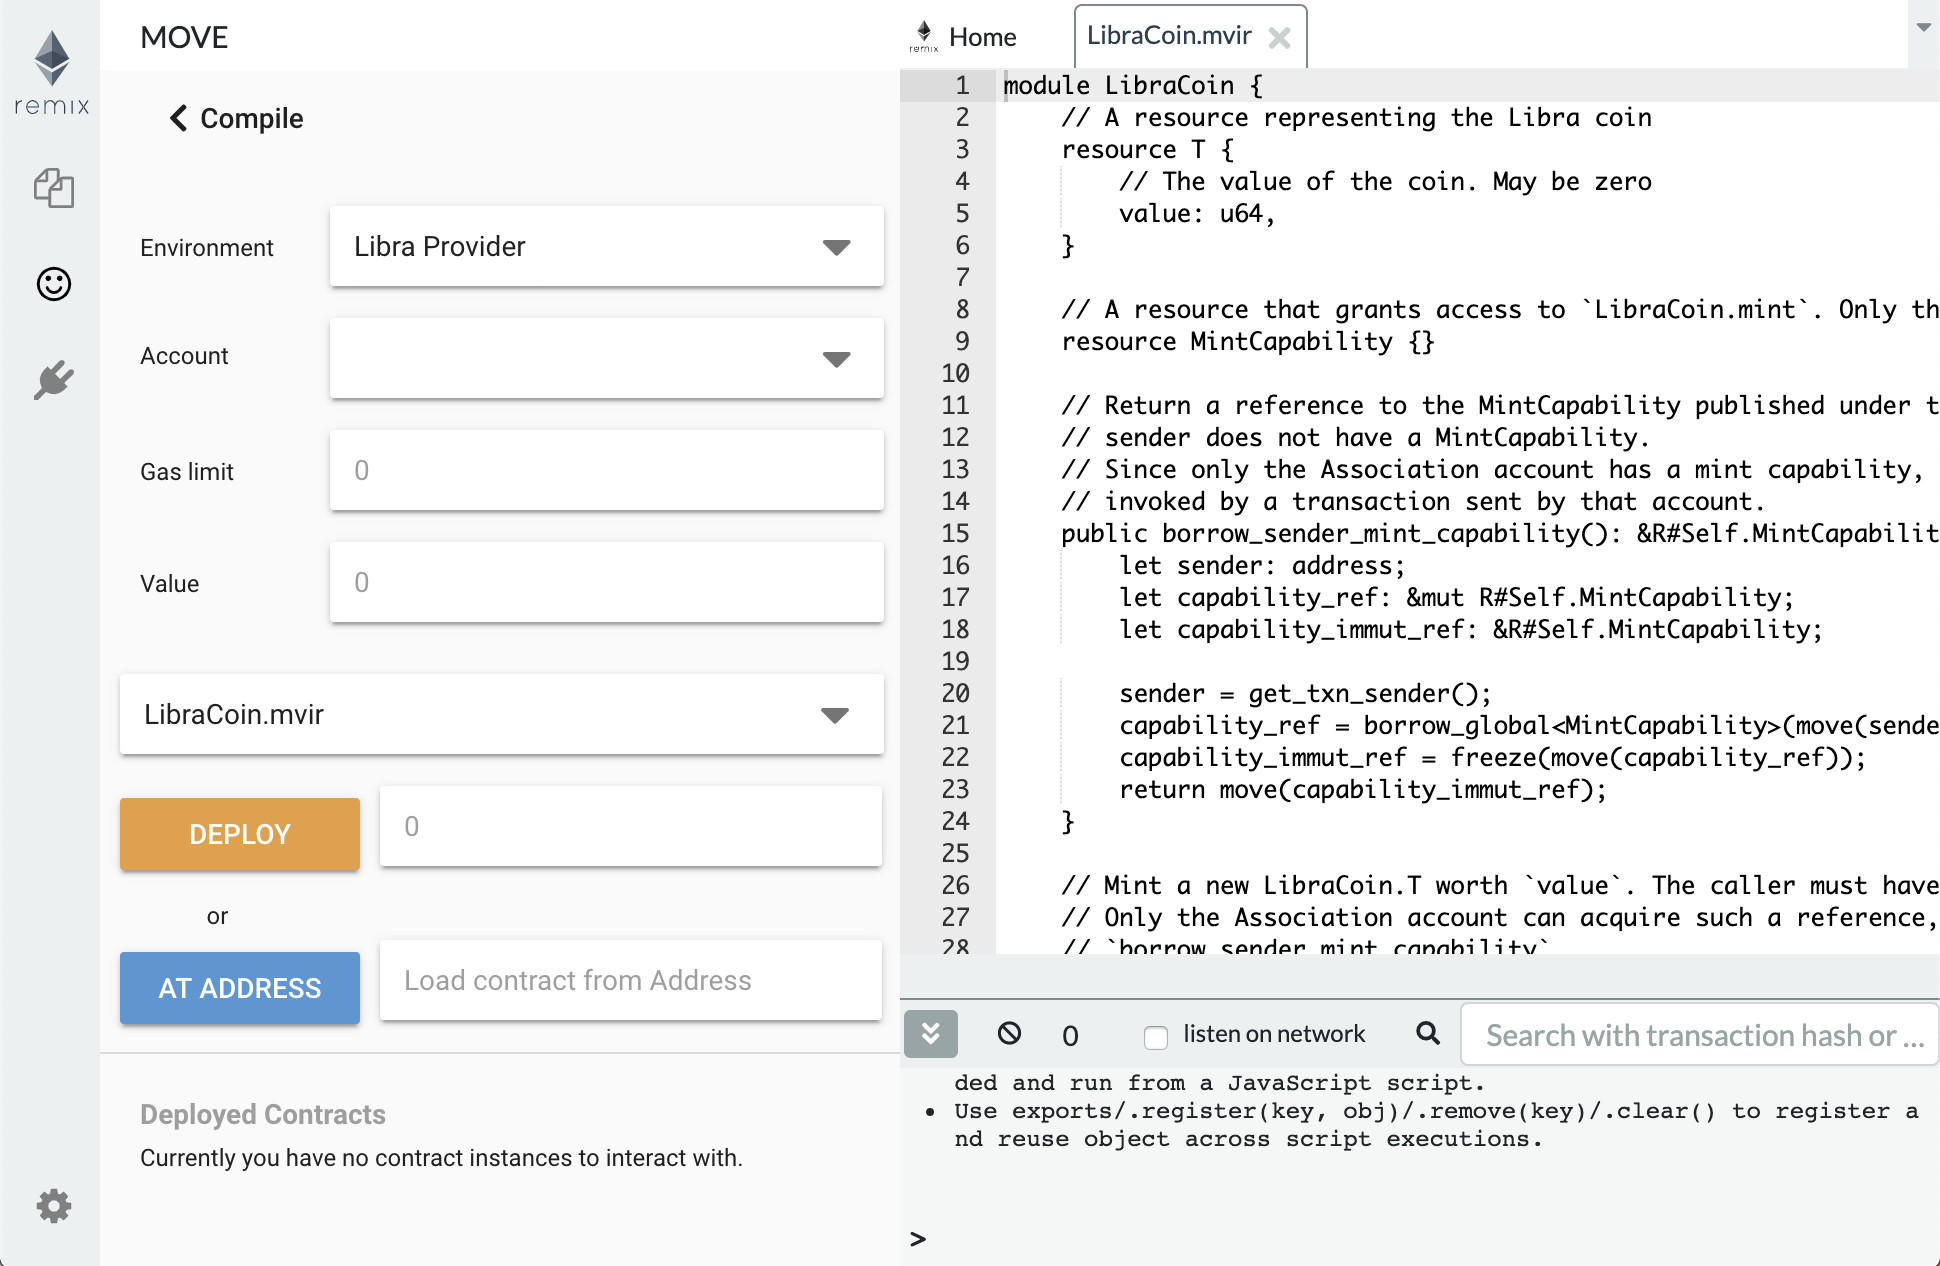 remix
MOVE
Compile
Environment
Libra Provider
Account
Gas limit
0
Value
0
LibraCoin.mvir
DEPLOY
0
or
AT ADDRESS
Load contract from Address
Deployed Contracts
Currently you have no contract instances to interact with.
remix
Home
LibraCoin.mvir
1 module LibraCoin {
2 // A resource representing the Libra coin
3 resource T {
4 // The value of the coin. May be zero
5 value: u64,
6 }
7
8 // A resource that grants access to `LibraCoin.mint`. Only th
9 resource MintCapability {}
10
11 // Return a reference to the MintCapability published under t
12 // sender does not have a MintCapability.
13 // Since only the Association account has a mint capability,
14 // invoked by a transaction sent by that account.
15 public borrow_sender_mint_capability(): &R#Self.MintCapabilit
16 let sender: address;
17 let capability_ref: &mut R#Self.MintCapability;
18 let capability_immut_ref: &R#Self.MintCapability;
19
20 sender = get_txn_sender();
21 capability_ref = borrow_global<MintCapability>(move(sende
22 capability_immut_ref = freeze(move(capability_ref));
23 return move(capability_immut_ref);
24 }
25
26 // Mint a new LibraCoin.T worth `value`. The caller must have
27 // Only the Association account can acquire such a reference,
28 // `borrow_sender_mint_capability`
0
listen on network
Search with transaction hash or ...
ded and run from a JavaScript script.
• Use exports/.register(key, obj)/.remove(key)/.clear() to register a
nd reuse object across script executions.
>